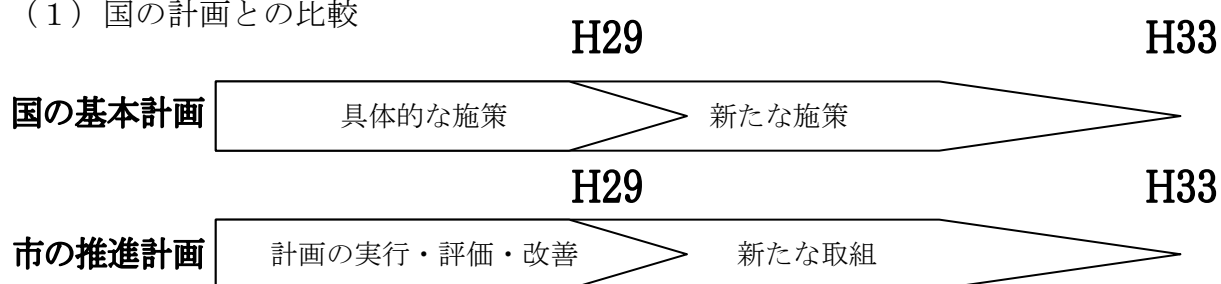 （１）国の計画との比較
H29 H33
国の基本計画 具体的な施策 新たな施策
H29 H33
市の推進計画 計画の実行・評価・改善 新たな取組